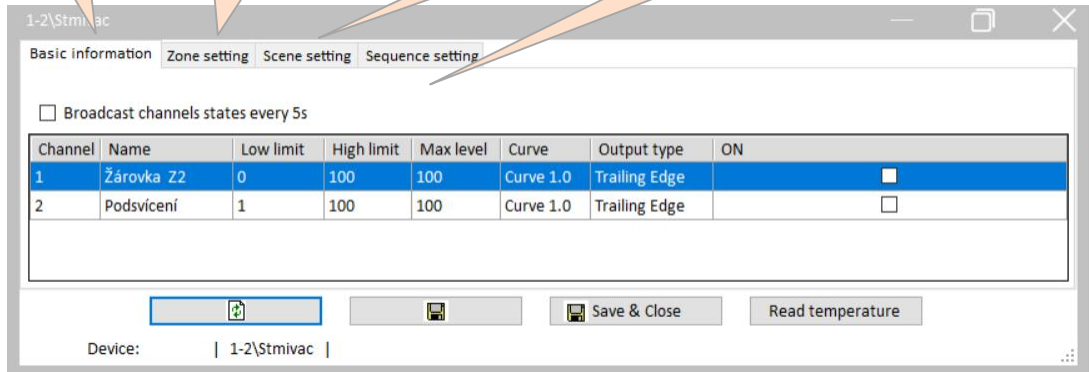 1-2\Stmivac
Basic information Zone setting Scene setting Sequence setting
Broadcast channels states every 5s
Channel Name Low limit High limit Max level Curve Output type ON
1 Žárovka Z2 0 100 100 Curve 1.0 Trailing Edge
2 Podsvícení 1 100 100 Curve 1.0 Trailing Edge
Save & Close Read temperature
Device: | 1-2\Stmivac |